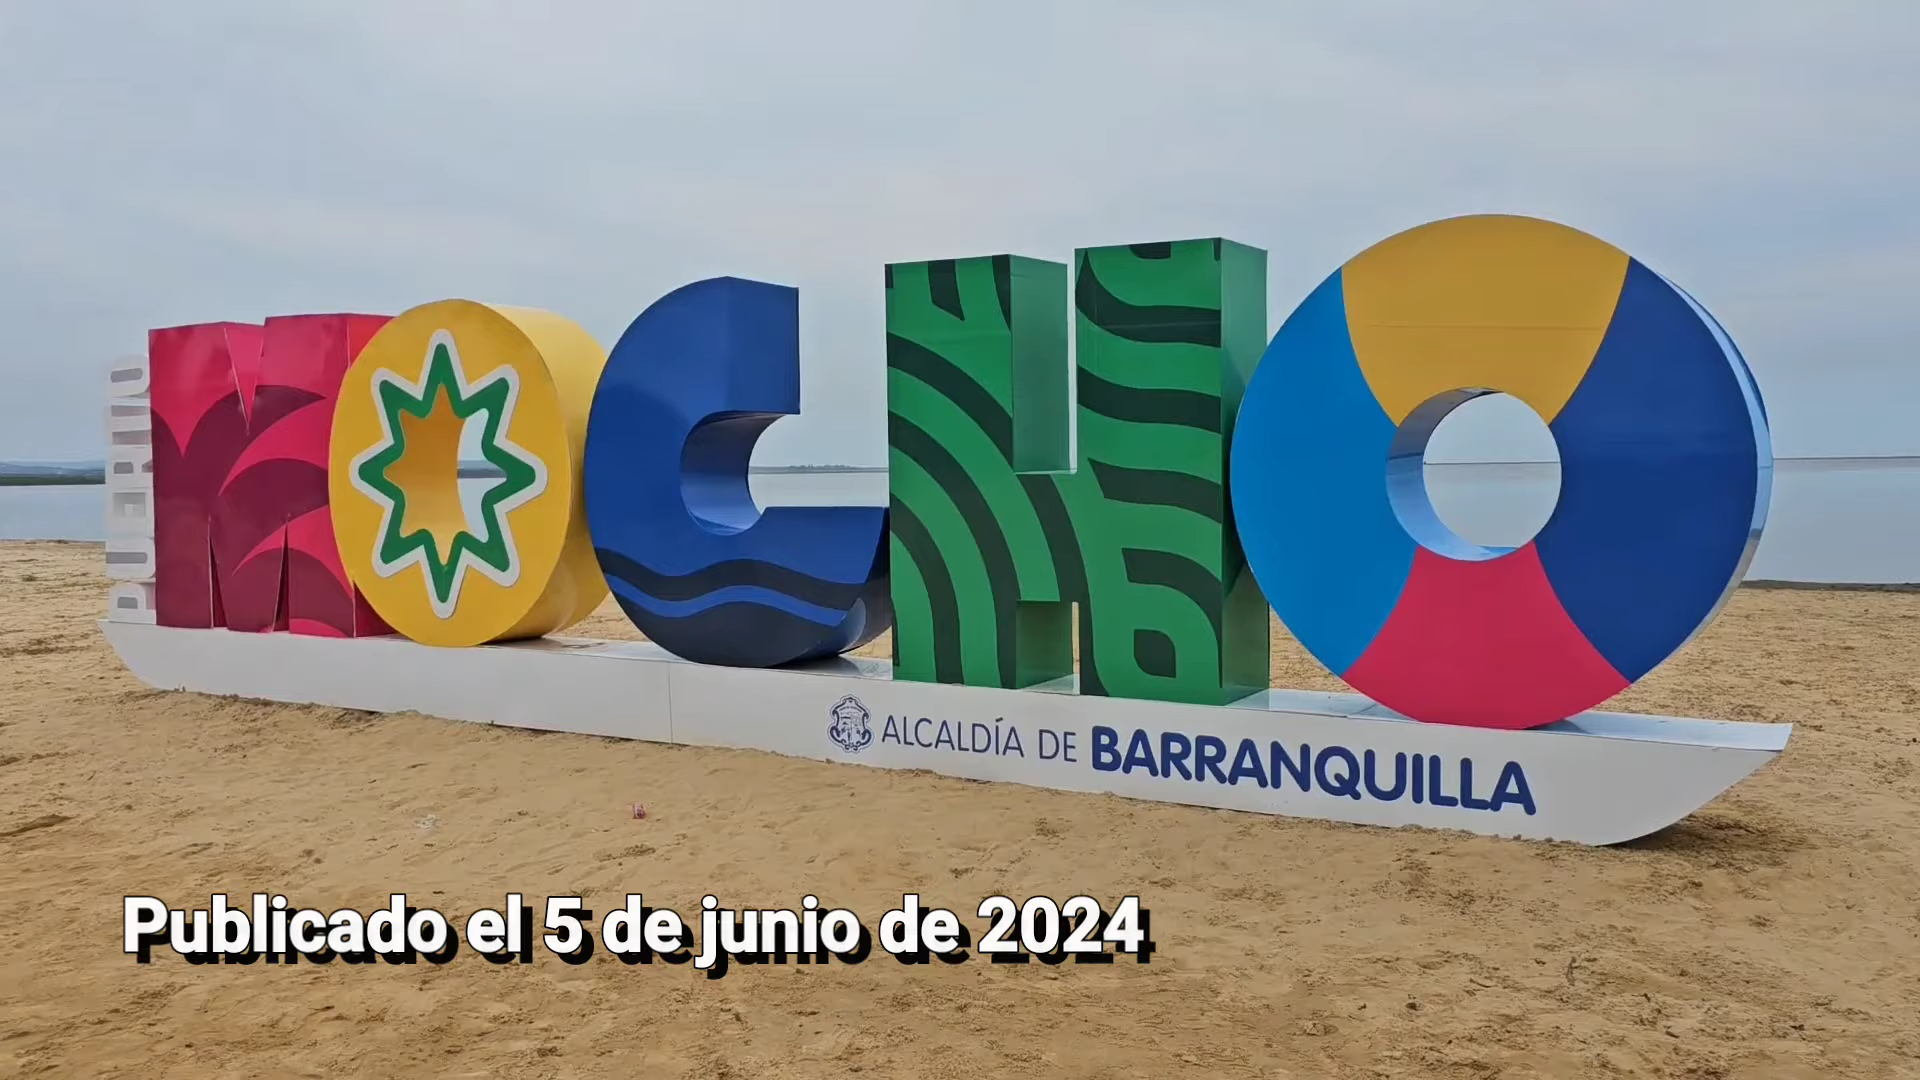 PUERTO
MOCHO
ALCALDÍA DE BARRANQUILLA
Publicado el 5 de junio de 2024